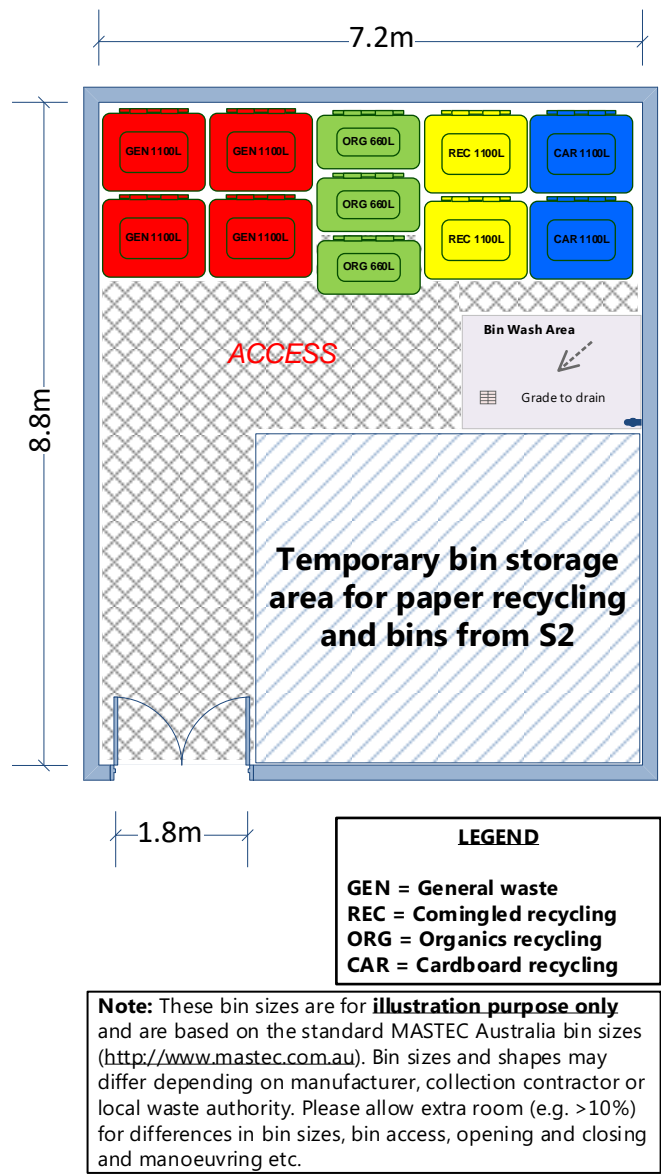 7.2m
GEN 1100L
GEN 1100L
ORG 660L
REC 1100L
CAR 1100L
ORG 660L
GEN 1100L
GEN 1100L
REC 1100L
CAR 1100L
ORG 660L
8.8m
ACCESS
Bin Wash Area
Grade to drain
Temporary bin storage
area for paper recycling
and bins from S2
1.8m
LEGEND
GEN = General waste
REC = Comingled recycling
ORG = Organics recycling
CAR = Cardboard recycling
Note: These bin sizes are for illustration purpose only
and are based on the standard MASTEC Australia bin sizes
(http://www.mastec.com.au). Bin sizes and shapes may
differ depending on manufacturer, collection contractor or
local waste authority. Please allow extra room (e.g. >10%)
for differences in bin sizes, bin access, opening and closing
and manoeuvring etc.